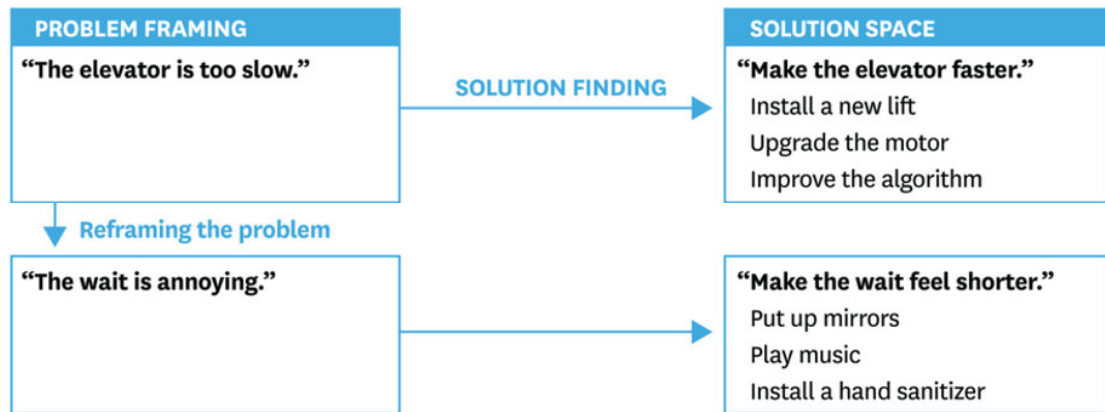 PROBLEM FRAMING
“The elevator is too slow.”
SOLUTION FINDING
SOLUTION SPACE
“Make the elevator faster.”
Install a new lift
Upgrade the motor
Improve the algorithm
Reframing the problem
“The wait is annoying.”
“Make the wait feel shorter.”
Put up mirrors
Play music
Install a hand sanitizer